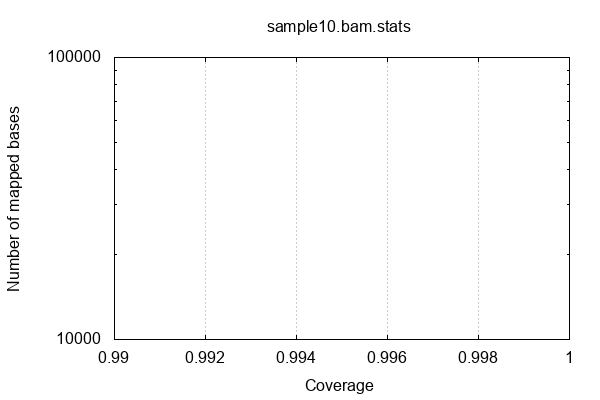 sample10.bam.stats
100000
Number of mapped bases
10000
0.99 0.992 0.994 0.996 0.998 1
Coverage